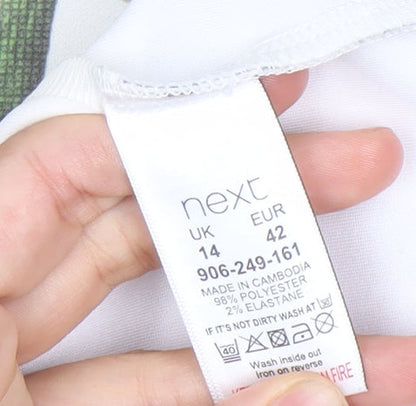 next
UK EUR
14 42
906-249-161
MADE IN CAMBODIA
98% POLYESTER
2% ELASTANE
IF IT'S NOT DIRTY WASH AT
40
Wash inside out
Iron on reverse
FIRE